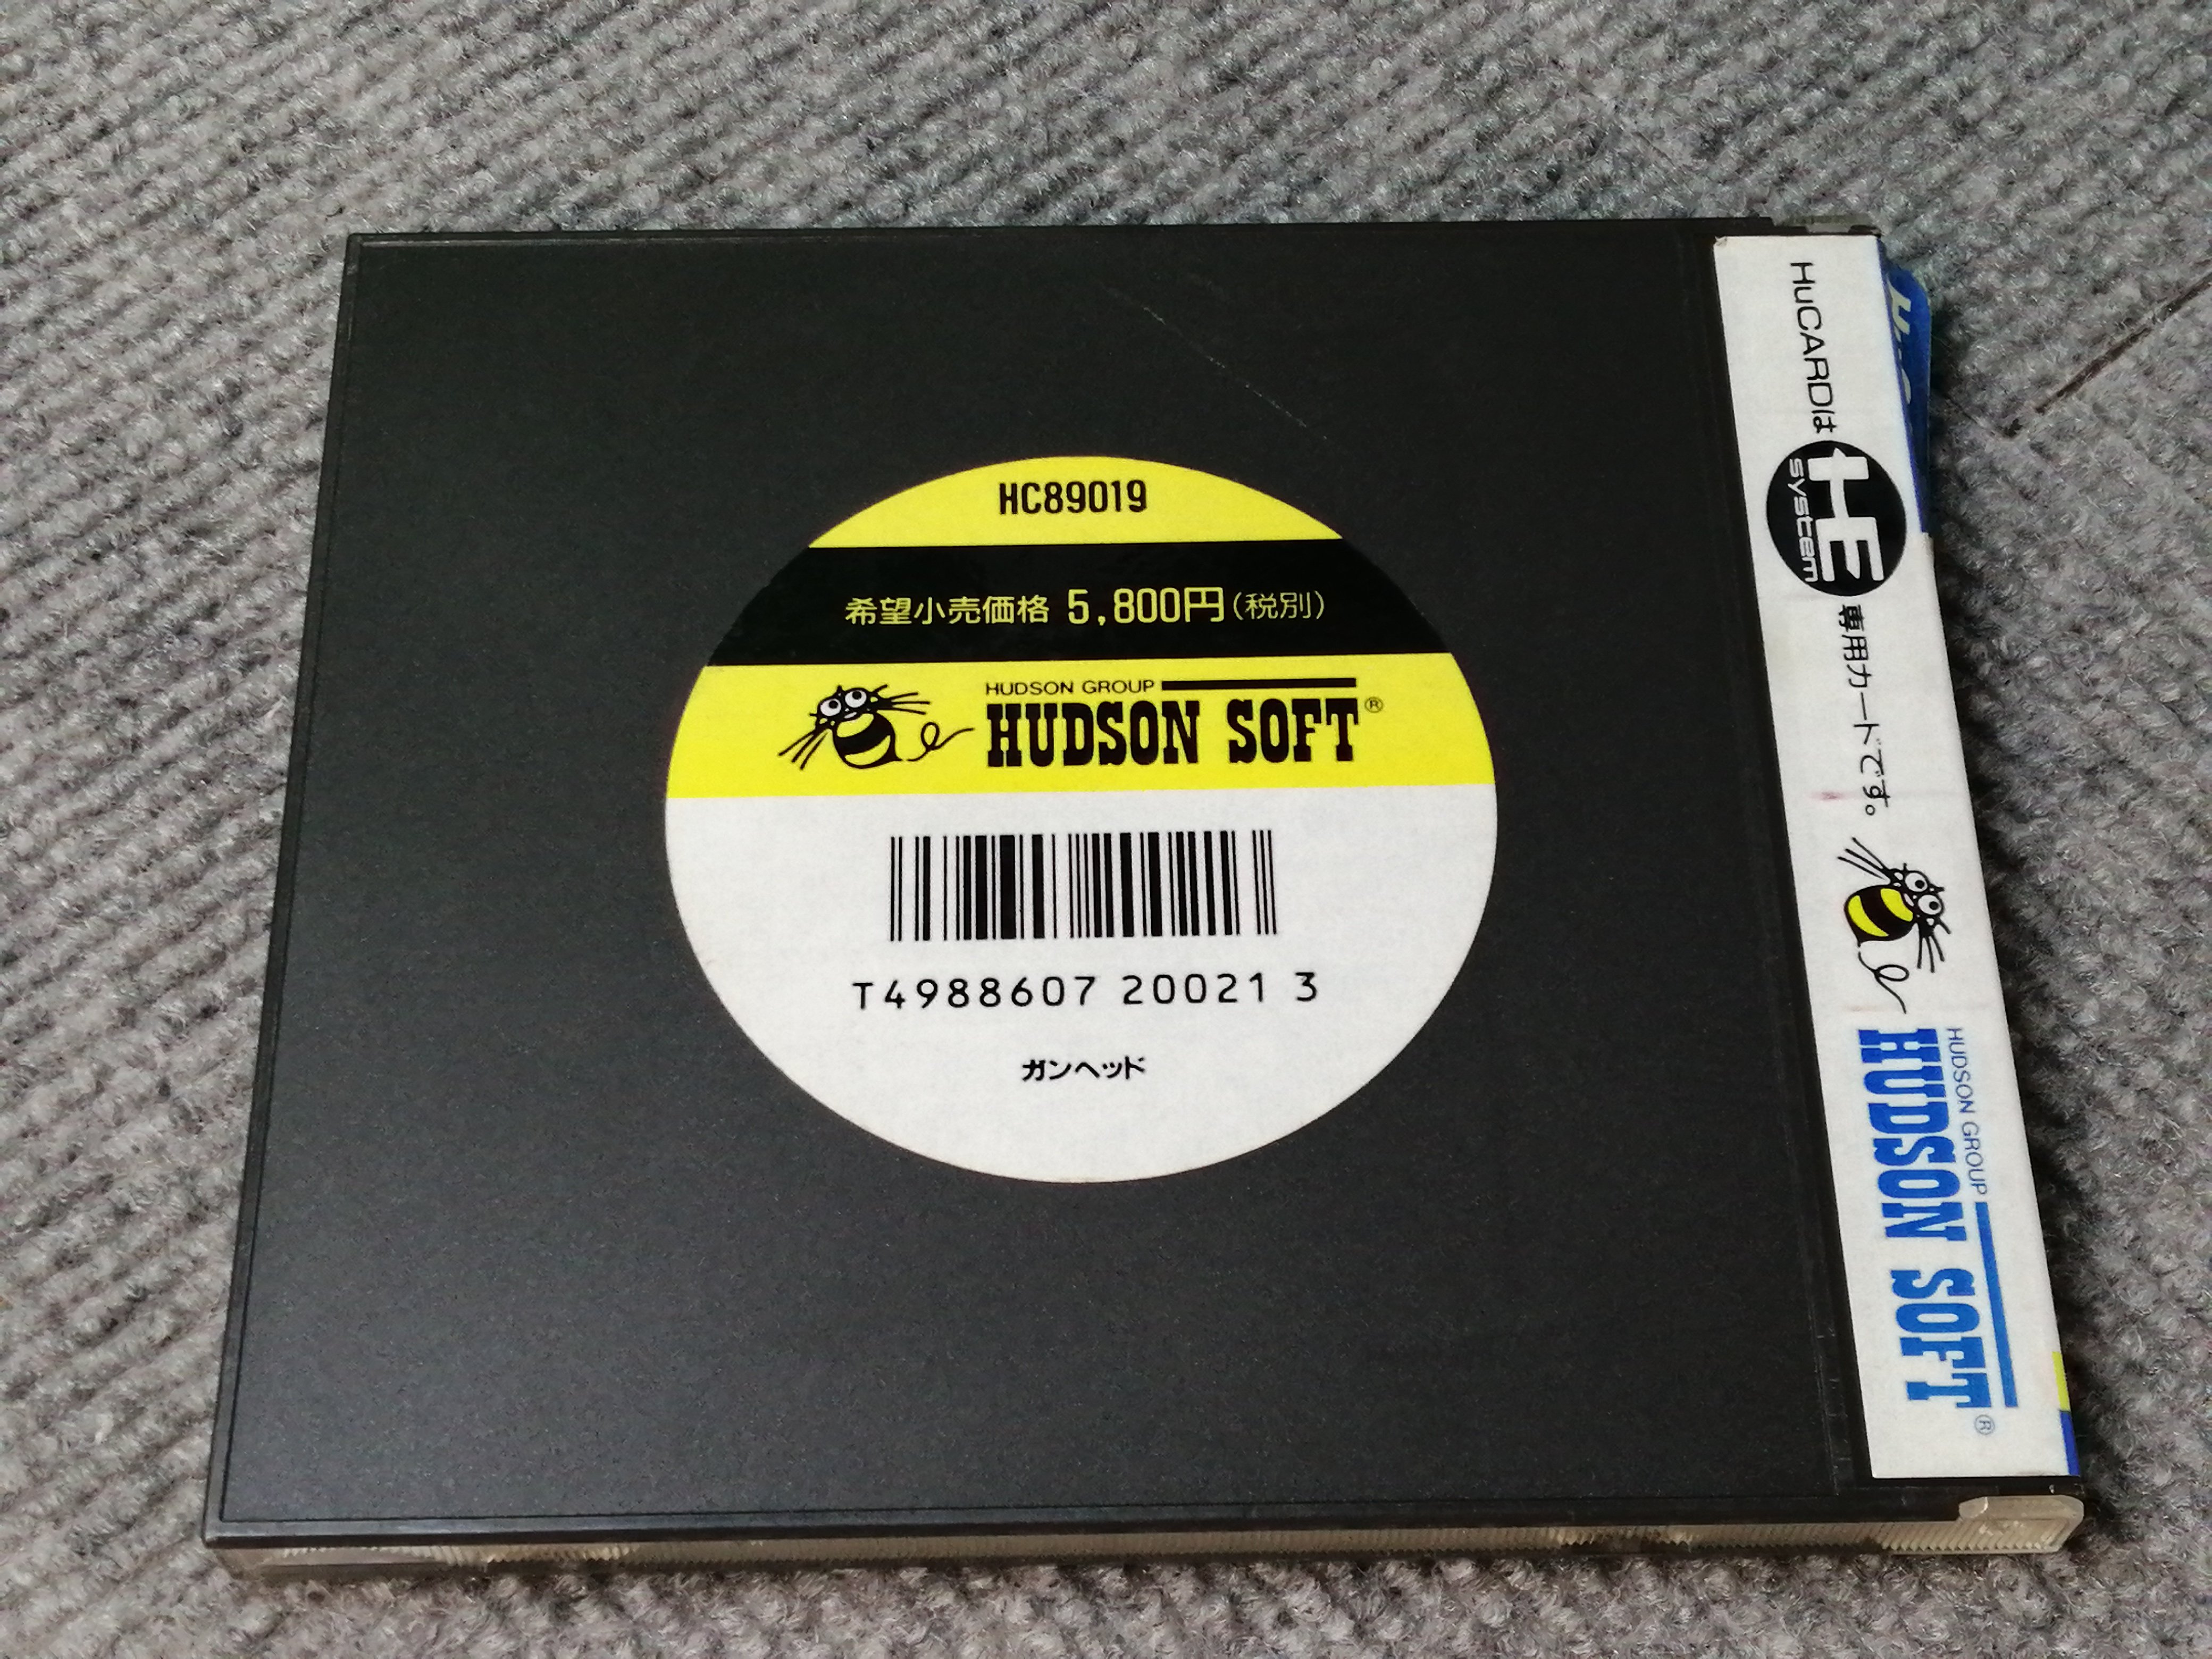 HC89019
希望小売価格 5,800円(税別)
HUDSON GROUP
HUDSON SOFT®
T4988607 20021 3
ガンヘッド
HuCARDは
HE
system
専用カードです。
HUDSON GROUP
HUDSON SOFT®